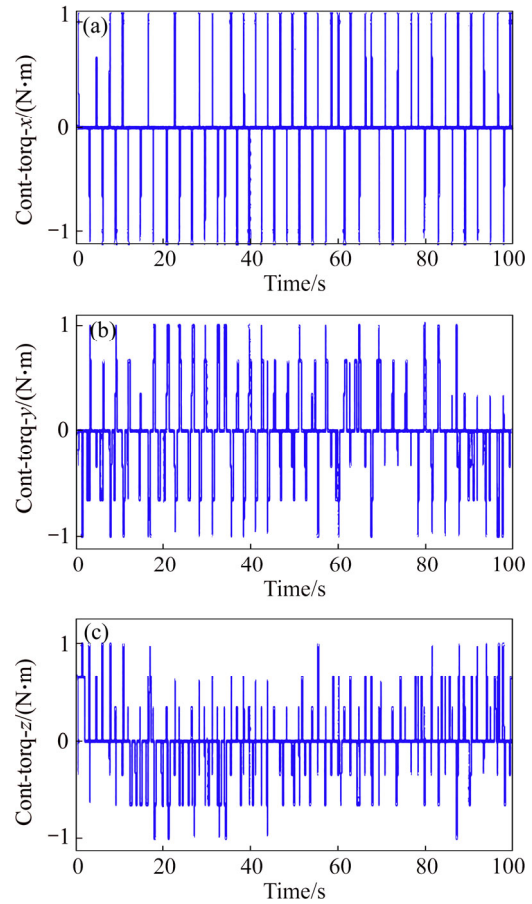 (a)
1
0
−1
Cont-torq-x/(N•m)
0 20 40 60 80 100
Time/s
(b)
1
0
−1
Cont-torq-y/(N•m)
0 20 40 60 80 100
Time/s
(c)
1
0
−1
Cont-torq-z/(N•m)
0 20 40 60 80 100
Time/s